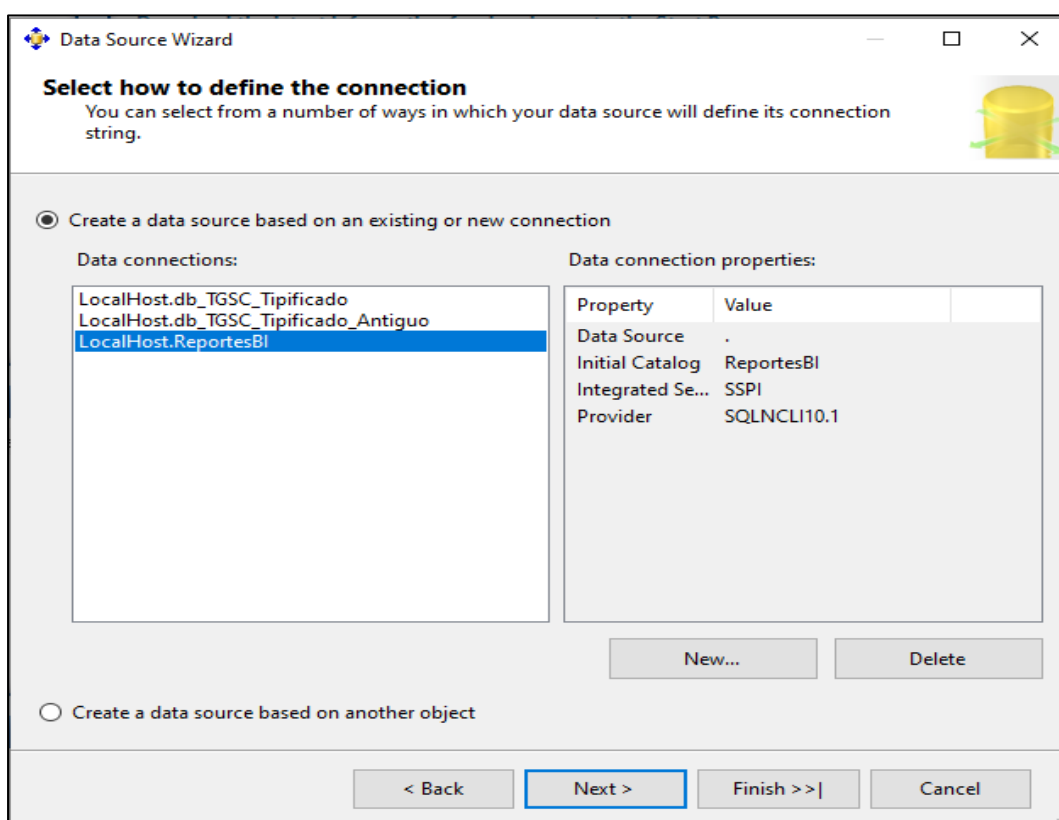 Data Source Wizard
Select how to define the connection
You can select from a number of ways in which your data source will define its connection
string.
Create a data source based on an existing or new connection
Data connections:
LocalHost.db_TGSC_Tipificado
LocalHost.db_TGSC_Tipificado_Antiguo
LocalHost.ReportesBI
Data connection properties:
Property Value
Data Source .
Initial Catalog ReportesBI
Integrated Se... SSPI
Provider SQLNCLI10.1
New... Delete
Create a data source based on another object
< Back Next > Finish >>| Cancel